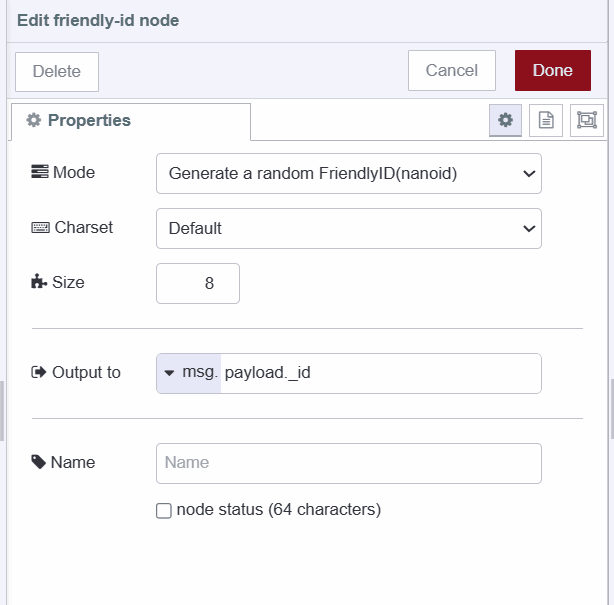 Edit friendly-id node
Delete
Cancel
Done
Properties
Mode
Generate a random FriendlyID(nanoid)
Charset
Default
Size
8
Output to
msg. payload._id
Name
Name
node status (64 characters)